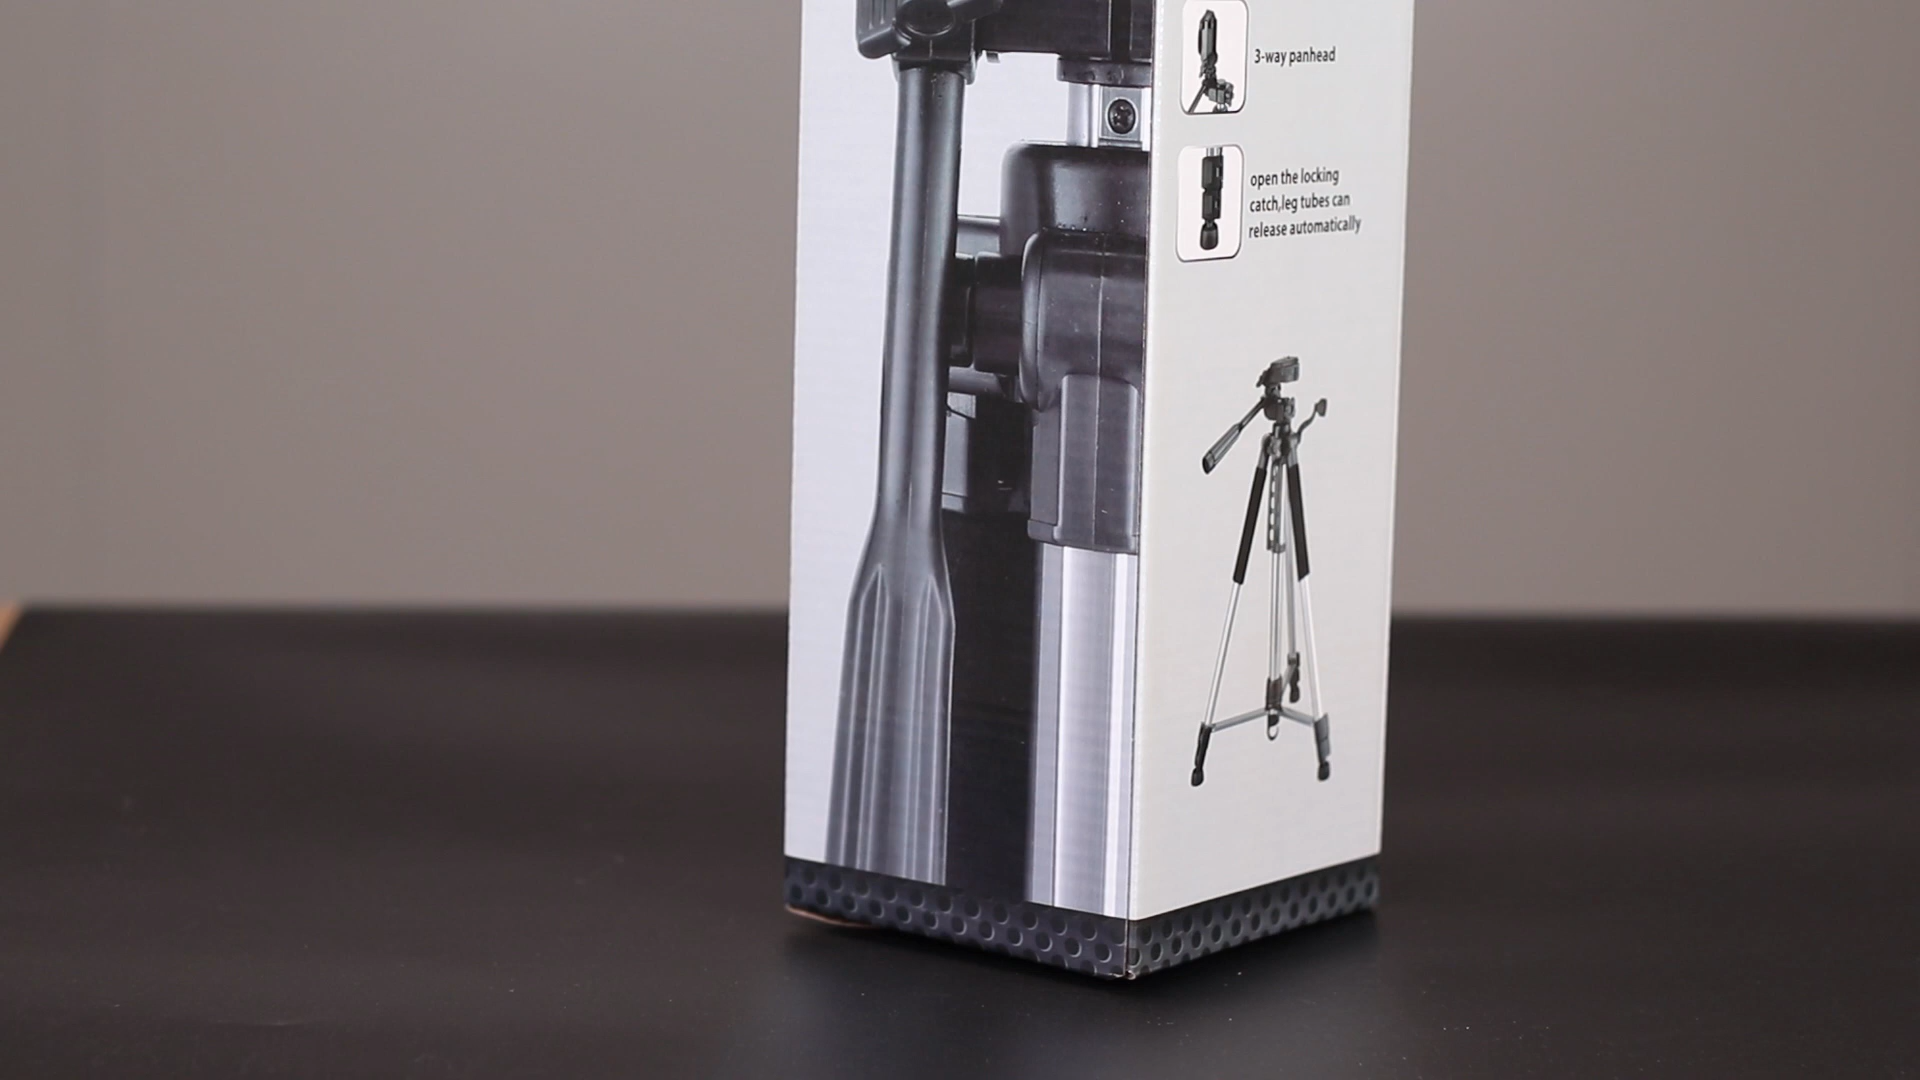 3-way panhead
open the locking
catch,leg tubes can
release automatically